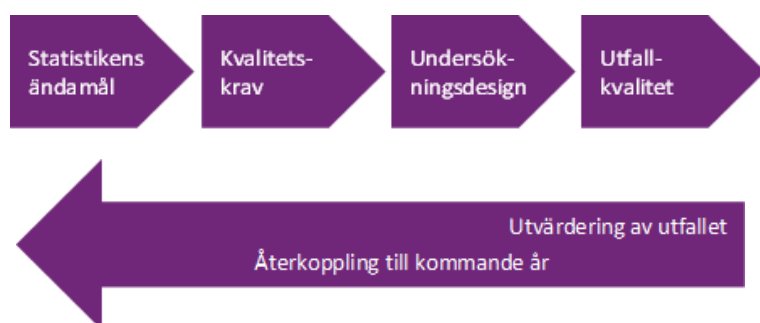 Statistikens
ändamål
Kvalitets-
krav
Undersök-
ningsdesign
Utfall-
kvalitet
Utvärdering av utfallet
Återkoppling till kommande år